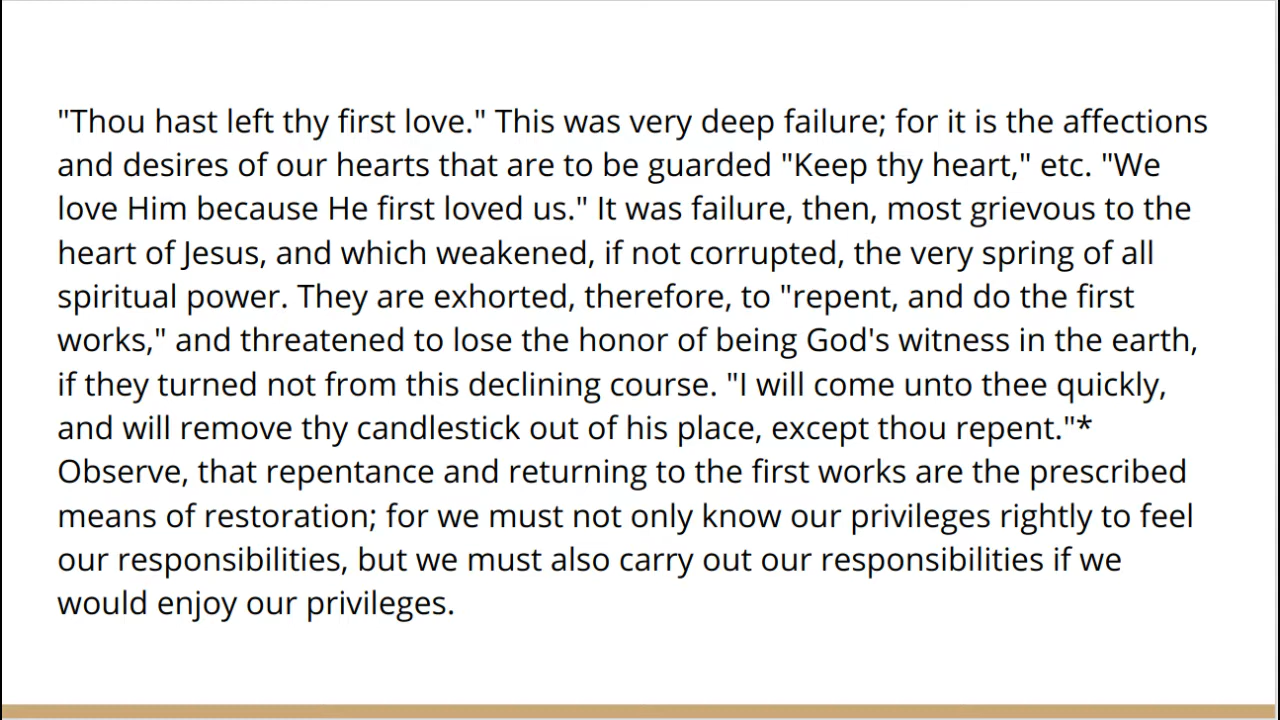 "Thou hast left thy first love." This was very deep failure; for it is the affections
and desires of our hearts that are to be guarded "Keep thy heart," etc. "We
love Him because He first loved us." It was failure, then, most grievous to the
heart of Jesus, and which weakened, if not corrupted, the very spring of all
spiritual power. They are exhorted, therefore, to "repent, and do the first
works," and threatened to lose the honor of being God's witness in the earth,
if they turned not from this declining course. "I will come unto thee quickly,
and will remove thy candlestick out of his place, except thou repent."*
Observe, that repentance and returning to the first works are the prescribed
means of restoration; for we must not only know our privileges rightly to feel
our responsibilities, but we must also carry out our responsibilities if we
would enjoy our privileges.